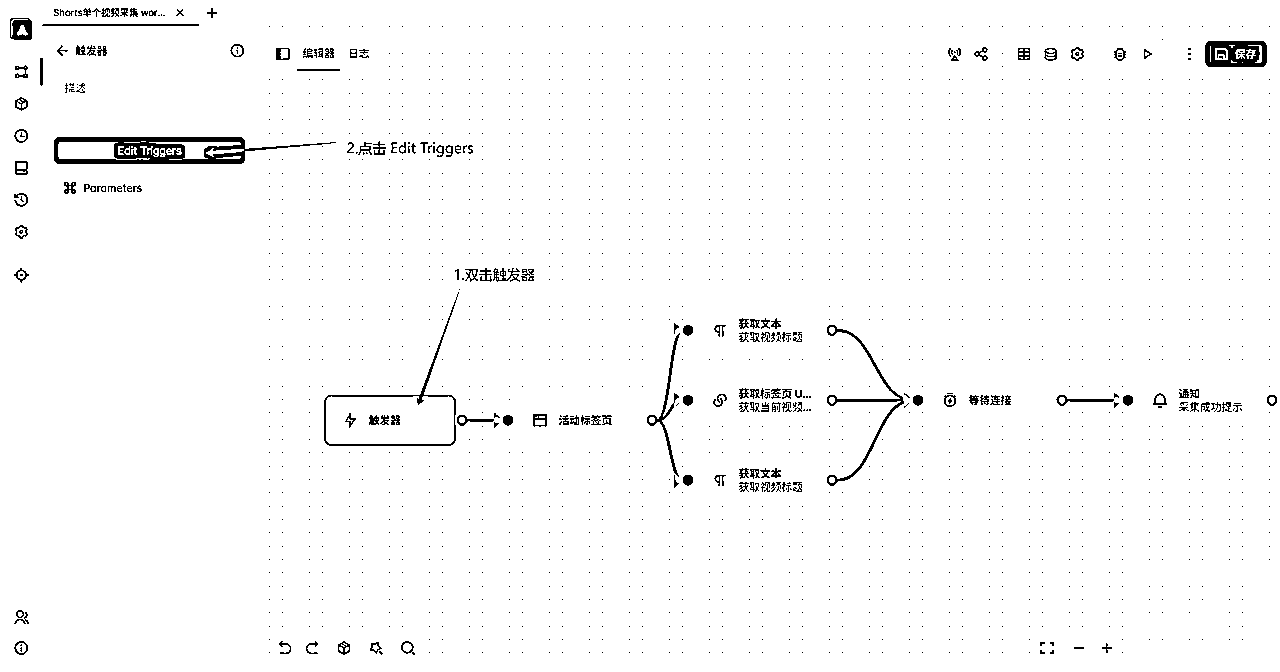 Shorts单个视频采集 wor...
触发器
描述
Edit Triggers
Parameters
编辑器
日志
保存
2.点击 Edit Triggers
1.双击触发器
触发器
活动标签页
获取文本
获取视频标题
获取标签页 U...
获取当前视频...
获取文本
获取视频标题
等待连接
通知
采集成功提示